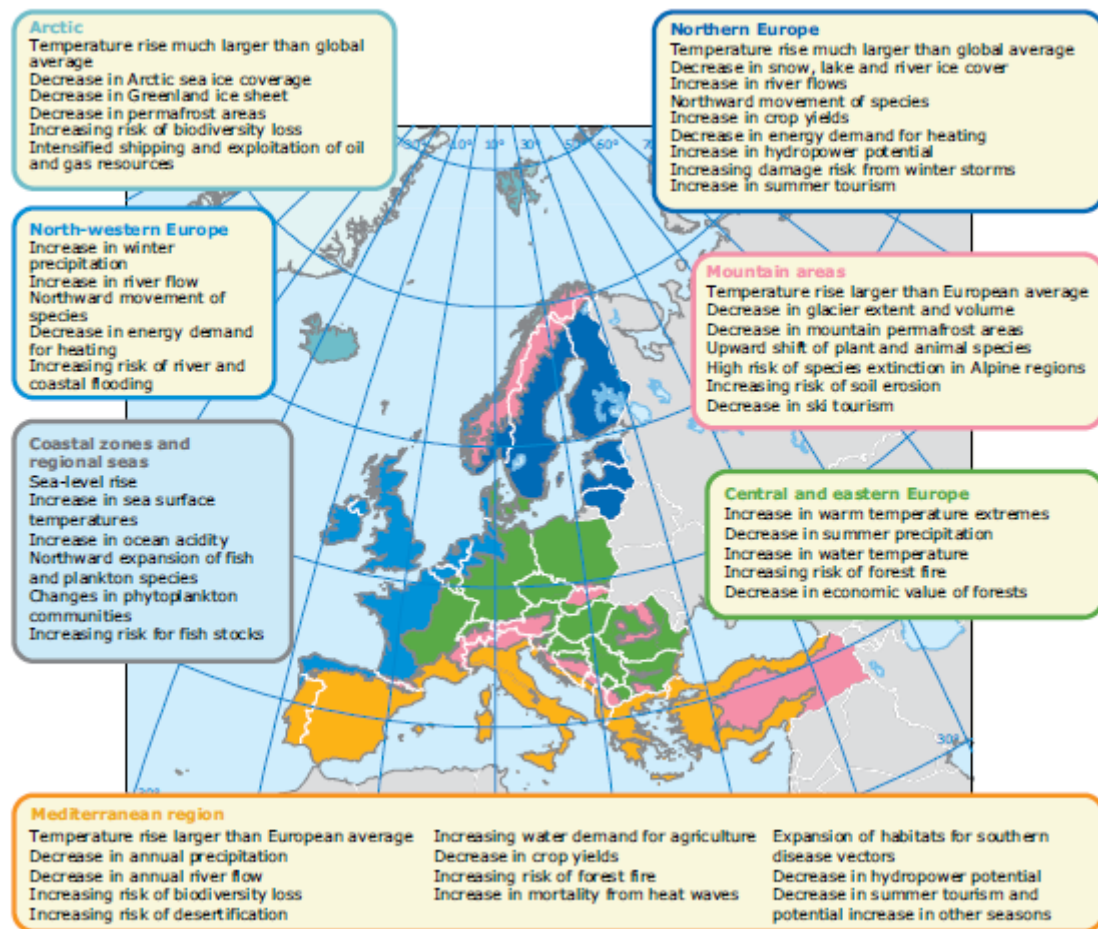 Arctic
Temperature rise much larger than global
average
Decrease in Arctic sea ice coverage
Decrease in Greenland ice sheet
Decrease in permafrost areas
Increasing risk of biodiversity loss
Intensified shipping and exploitation of oil
and gas resources
Northern Europe
Temperature rise much larger than global average
Decrease in snow, lake and river ice cover
Increase in river flows
Northward movement of species
Increase in crop yields
Decrease in energy demand for heating
Increase in hydropower potential
Increasing damage risk from winter storms
Increase in summer tourism
10° 10° 30° 50° 60°
North-western Europe
Increase in winter
precipitation
Increase in river flow
Northward movement of
species
Decrease in energy demand
for heating
Increasing risk of river and
coastal flooding
Mountain areas
Temperature rise larger than European average
Decrease in glacier extent and volume
Decrease in mountain permafrost areas
Upward shift of plant and animal species
High risk of species extinction in Alpine regions
Increasing risk of soil erosion
Decrease in ski tourism
Coastal zones and
regional seas
Sea-level rise
Increase in sea surface
temperatures
Increase in ocean acidity
Northward expansion of fish
and plankton species
Changes in phytoplankton
communities
Increasing risk for fish stocks
Central and eastern Europe
Increase in warm temperature extremes
Decrease in summer precipitation
Increase in water temperature
Increasing risk of forest fire
Decrease in economic value of forests
30°
Mediterranean region
Temperature rise larger than European average
Decrease in annual precipitation
Decrease in annual river flow
Increasing risk of biodiversity loss
Increasing risk of desertification
Increasing water demand for agriculture
Decrease in crop yields
Increasing risk of forest fire
Increase in mortality from heat waves
Expansion of habitats for southern
disease vectors
Decrease in hydropower potential
Decrease in summer tourism and
potential increase in other seasons